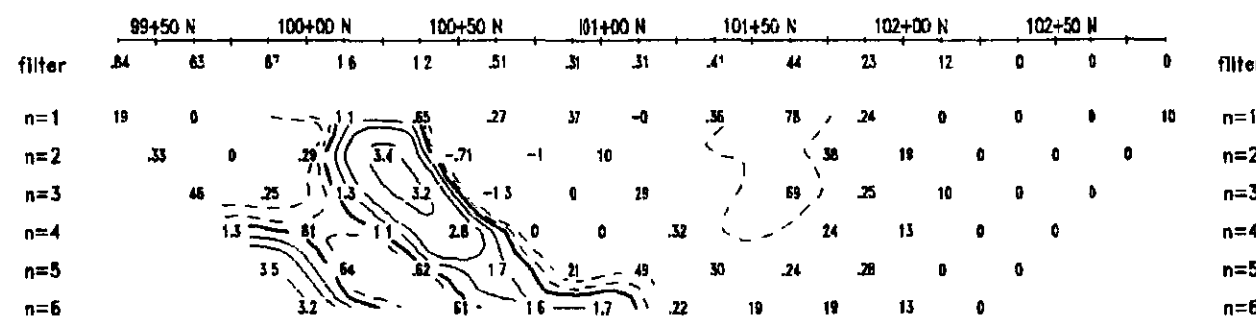 99+50 N 100+00 N 100+50 N 101+00 N 101+50 N 102+00 N 102+50 N
filter .84 63 .67 1 6 1 2 .51 .31 .31 .41 44 23 12 0 0 0 0 filter
n=1 19 0 1 1 .65 .27 37 -0 .36 78 .24 0 0 0 10 n=1
n=2 .33 0 .29 3.4 -.71 -1 10 38 19 0 0 0 n=2
n=3 46 .25 1.3 3.2 -1 3 0 29 69 .25 10 0 0 n=3
n=4 1.3 81 1 1 2.8 0 0 .32 24 13 0 0 n=4
n=5 3 5 64 .62 1 7 21 49 30 .24 .28 0 0 n=5
n=6 3.2 61 1 6 1.7 .22 19 19 13 0 n=6